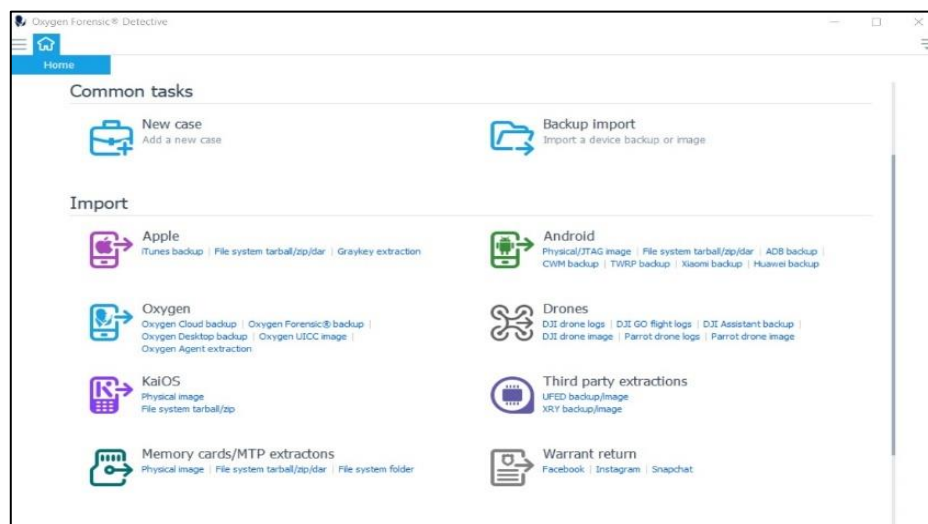 Oxygen Forensic® Detective
Home
Common tasks
New case
Add a new case
Backup import
Import a device backup or image
Import
Apple
iTunes backup | File system tarball/zip/dar | Graykey extraction
Android
Physical/JTAG image | File system tarball/zip/dar | ADB backup |
CWM backup | TWRP backup | Xiaomi backup | Huawei backup
Oxygen
Oxygen Cloud backup | Oxygen Forensic® backup |
Oxygen Desktop backup | Oxygen UICC image |
Oxygen Agent extraction
Drones
DJI drone logs | DJI GO flight logs | DJI Assistant backup |
DJI drone image | Parrot drone logs | Parrot drone image
KaiOS
Physical image
File system tarball/zip
Third party extractions
UFED backup/image
XRY backup/image
Memory cards/MTP extractons
Physical image | File system tarball/zip/dar | File system folder
Warrant return
Facebook | Instagram | Snapchat